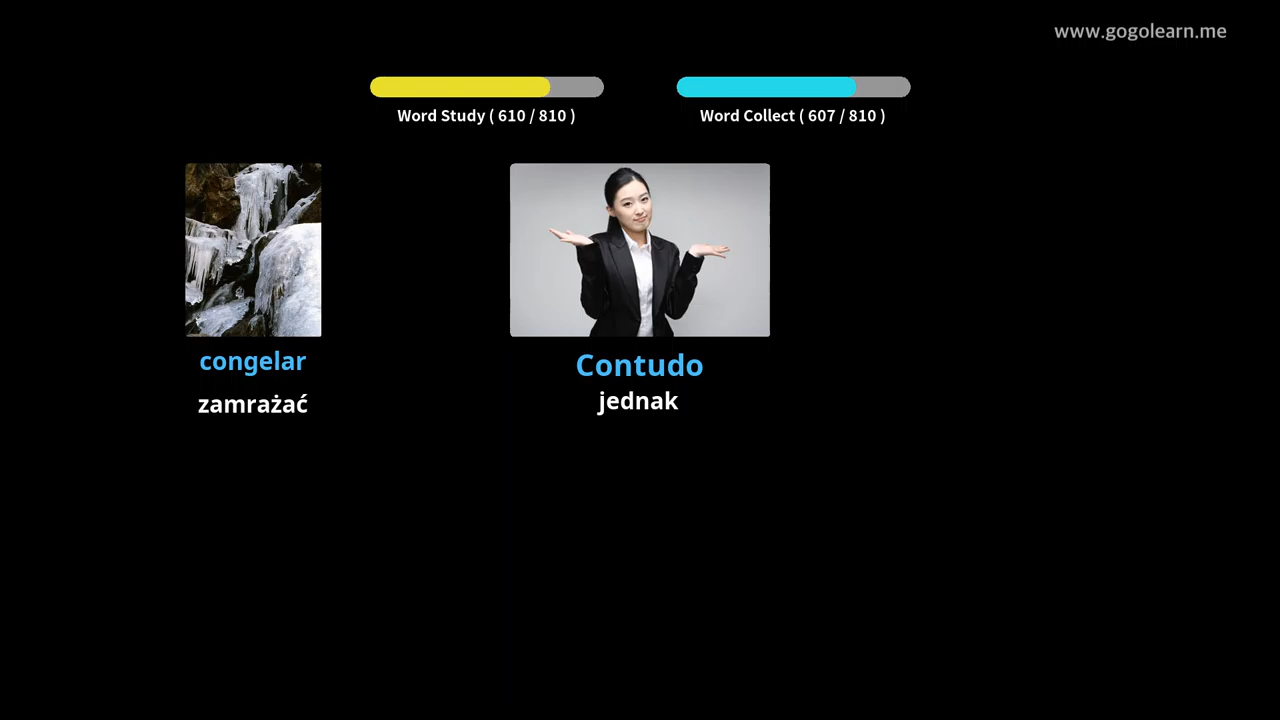 www.gogolearn.me
Word Study ( 610 / 810 )
Word Collect ( 607 / 810 )
congelar
zamrażać
Contudo
jednak